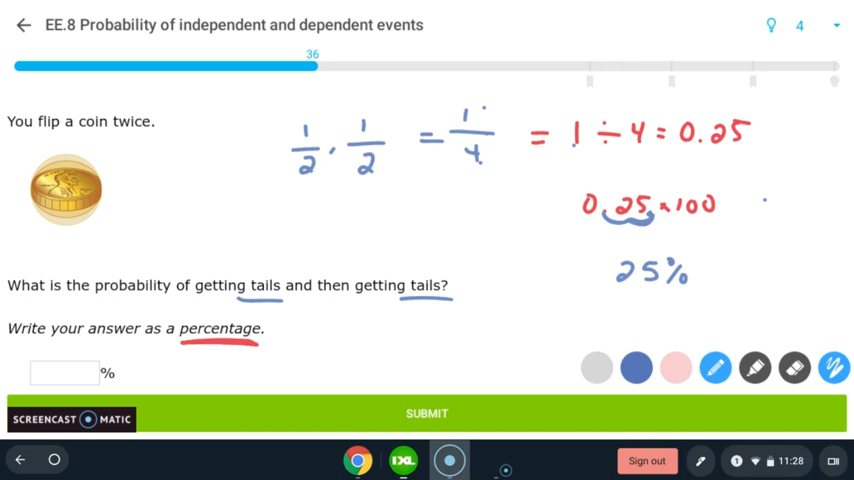 ← EE.8 Probability of independent and dependent events
4
36
You flip a coin twice.
1/2 · 1/2 = 1/4 = 1 ÷ 4 = 0.25
0.25 × 100
25%
What is the probability of getting tails and then getting tails?
Write your answer as a percentage.
%
SUBMIT
SCREENCAST MATIC
IXL
Sign out
1
11:28